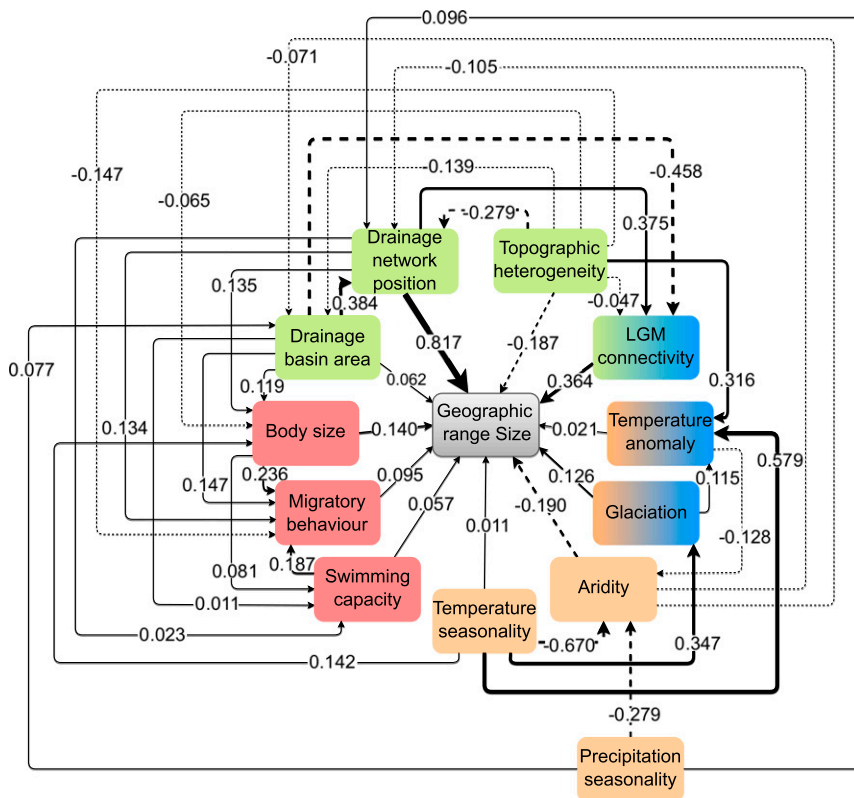 0.096
-0.071
-0.105
-0.147
-0.139
-0.458
-0.065
-0.279
0.375
Drainage
network
position
Topographic
heterogeneity
0.135
0.384
-0.047
Drainage
basin area
0.817
-0.187
LGM
connectivity
0.077
0.119
0.062
0.364
0.316
Body size
0.140
Geographic
range Size
0.021
Temperature
anomaly
0.134
0.579
0.236
0.095
0.126
0.115
0.147
Migratory
behaviour
0.057
-0.190
Glaciation
0.011
-0.128
0.187
0.081
Swimming
capacity
Aridity
0.011
Temperature
seasonality
0.023
-0.670
0.347
0.142
-0.279
Precipitation
seasonality